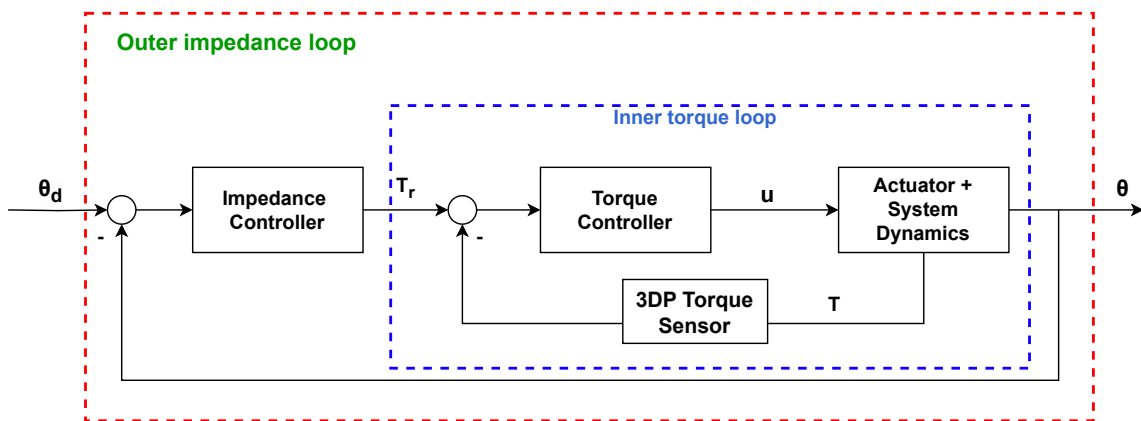 Outer impedance loop
Inner torque loop
θd
-
Impedance
Controller
Tr
-
Torque
Controller
u
Actuator +
System
Dynamics
θ
3DP Torque
Sensor
T